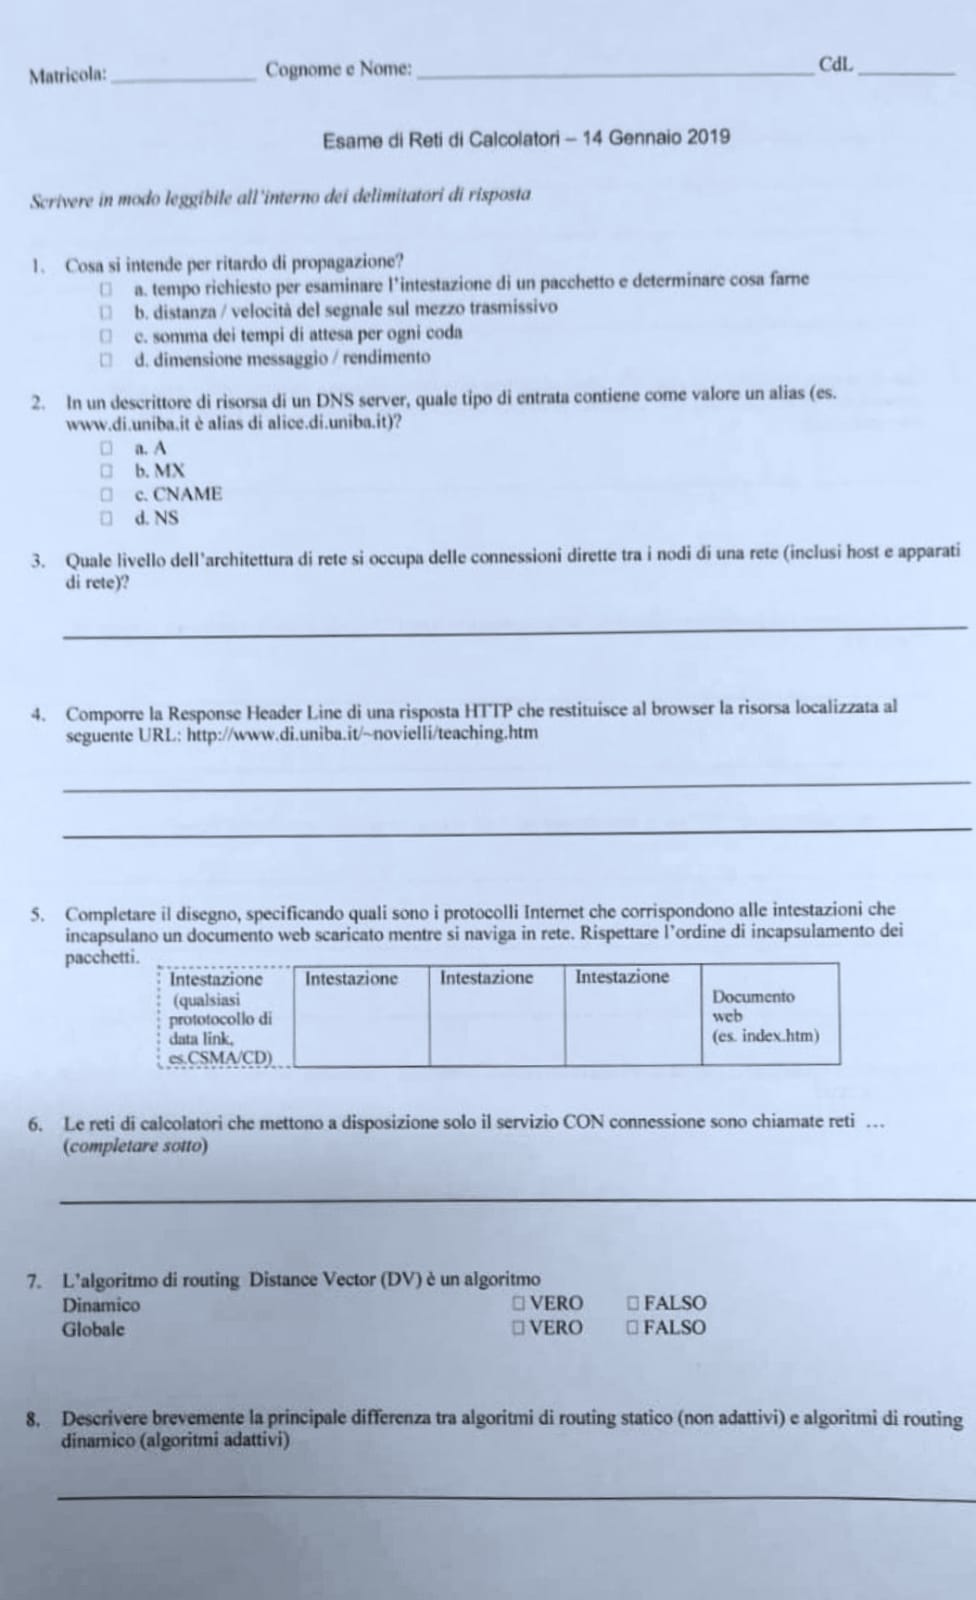 Matricola: ______________ Cognome e Nome: ______________________________________ CdL _________
Esame di Reti di Calcolatori – 14 Gennaio 2019
Scrivere in modo leggibile all'interno dei delimitatori di risposta
1. Cosa si intende per ritardo di propagazione?
□ a. tempo richiesto per esaminare l'intestazione di un pacchetto e determinare cosa farne
□ b. distanza / velocità del segnale sul mezzo trasmissivo
□ c. somma dei tempi di attesa per ogni coda
□ d. dimensione messaggio / rendimento
2. In un descrittore di risorsa di un DNS server, quale tipo di entrata contiene come valore un alias (es.
www.di.uniba.it è alias di alice.di.uniba.it)?
□ a. A
□ b. MX
□ c. CNAME
□ d. NS
3. Quale livello dell'architettura di rete si occupa delle connessioni dirette tra i nodi di una rete (inclusi host e apparati
di rete)?
4. Comporre la Response Header Line di una risposta HTTP che restituisce al browser la risorsa localizzata al
seguente URL: http://www.di.uniba.it/~novielli/teaching.htm
5. Completare il disegno, specificando quali sono i protocolli Internet che corrispondono alle intestazioni che
incapsulano un documento web scaricato mentre si naviga in rete. Rispettare l'ordine di incapsulamento dei
pacchetti.
Intestazione
(qualsiasi
prototocollo di
data link,
es.CSMA/CD)
Intestazione
Intestazione
Intestazione
Documento
web
(es. index.htm)
6. Le reti di calcolatori che mettono a disposizione solo il servizio CON connessione sono chiamate reti …
(completare sotto)
7. L'algoritmo di routing Distance Vector (DV) è un algoritmo
Dinamico □ VERO □ FALSO
Globale □ VERO □ FALSO
8. Descrivere brevemente la principale differenza tra algoritmi di routing statico (non adattivi) e algoritmi di routing
dinamico (algoritmi adattivi)